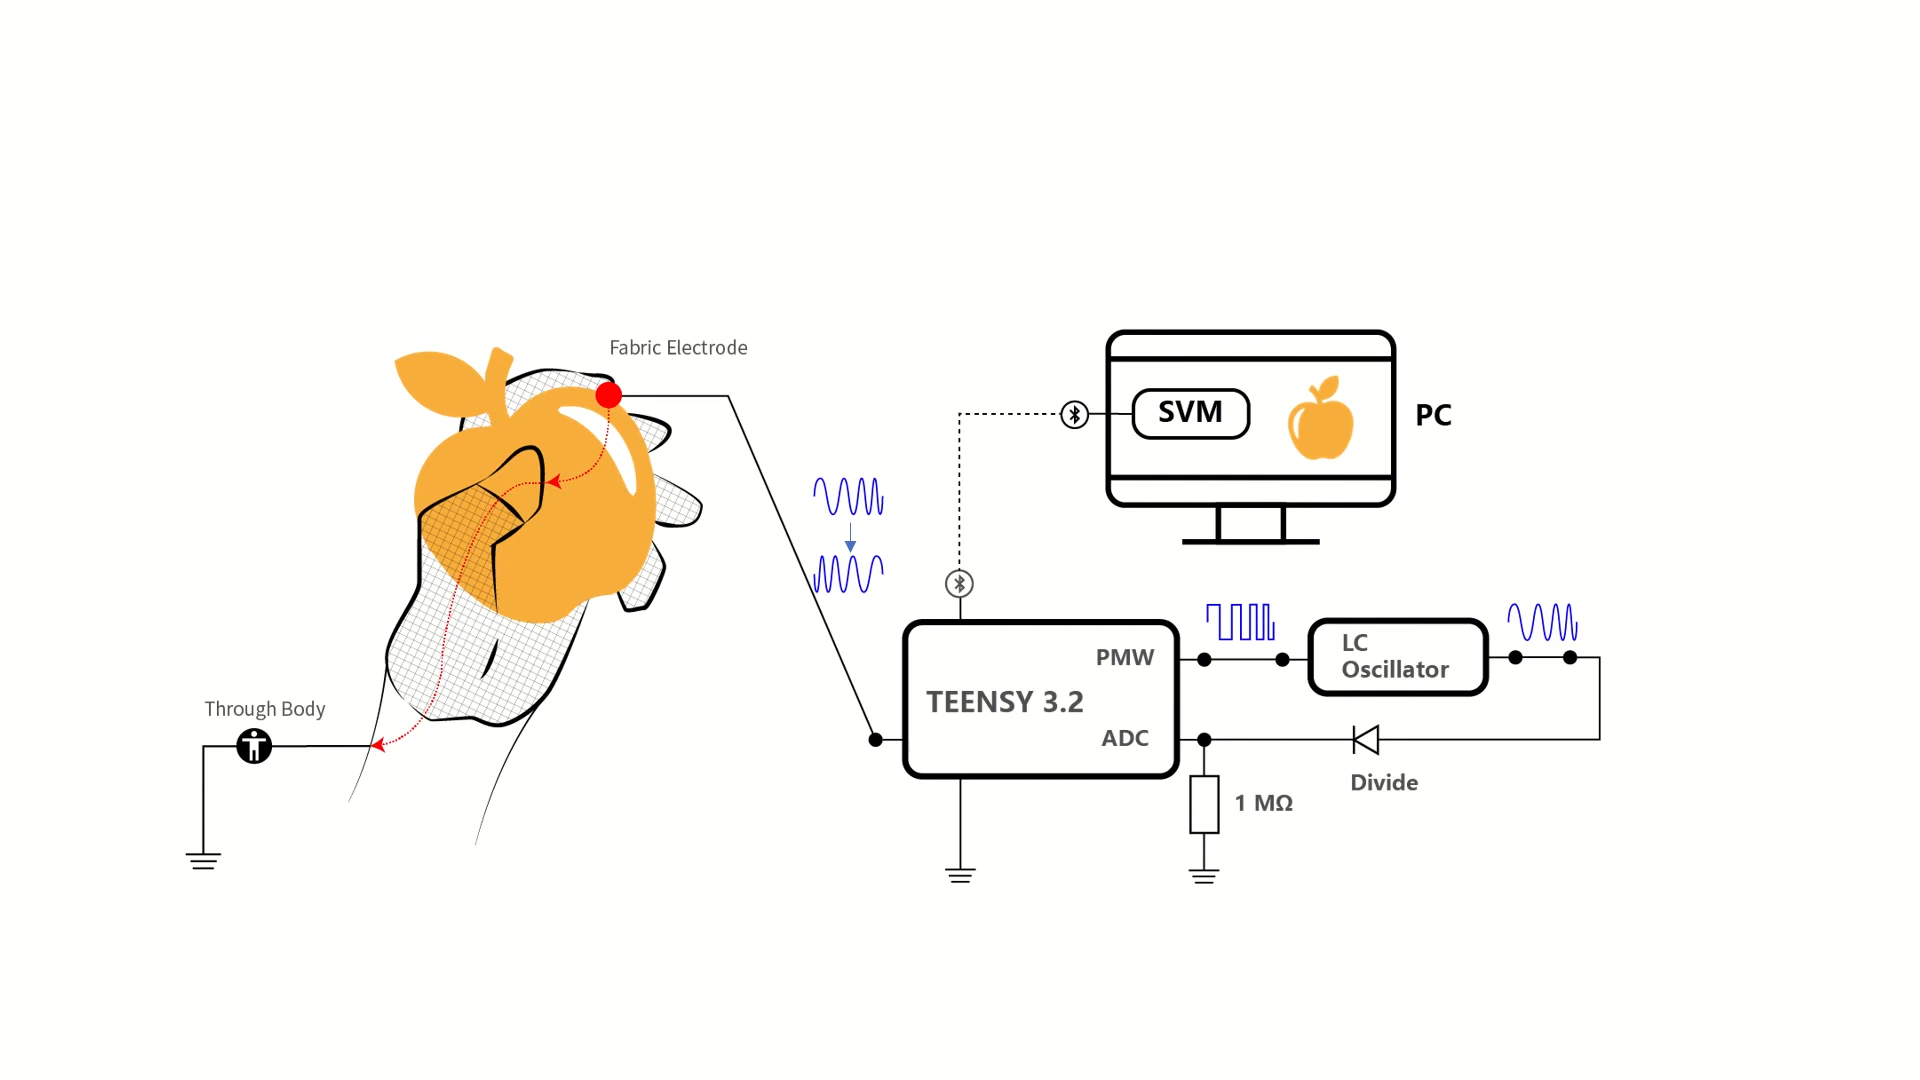 Fabric Electrode
SVM
PC
PMW
LC
Oscillator
TEENSY 3.2
Through Body
ADC
Divide
1 MΩ